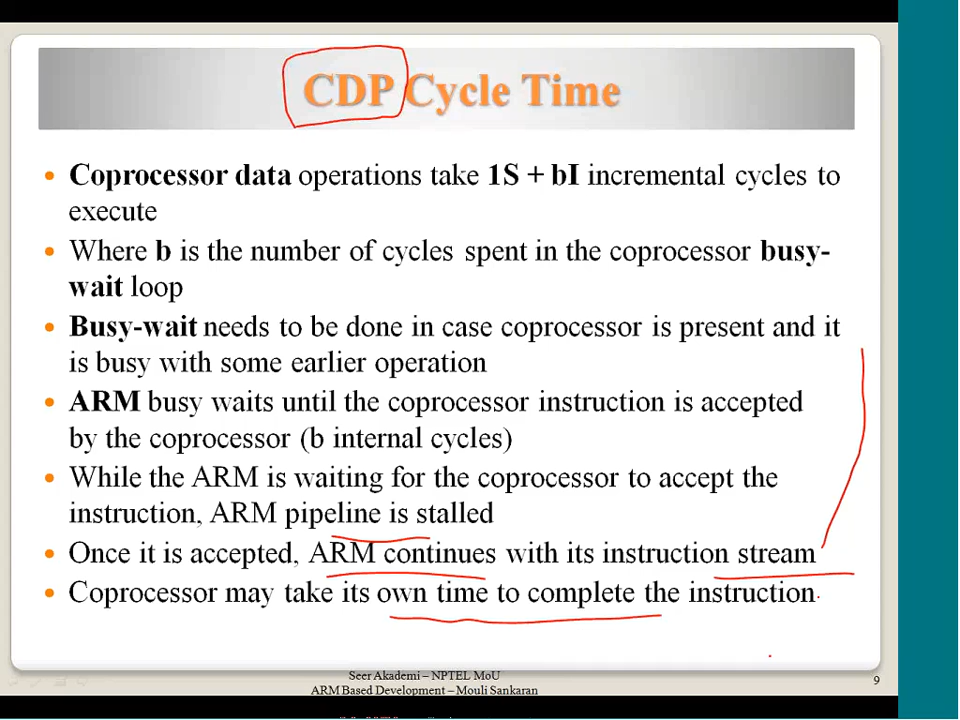 CDP Cycle Time
• Coprocessor data operations take 1S + bI incremental cycles to
execute
• Where b is the number of cycles spent in the coprocessor busy-
wait loop
• Busy-wait needs to be done in case coprocessor is present and it
is busy with some earlier operation
• ARM busy waits until the coprocessor instruction is accepted
by the coprocessor (b internal cycles)
• While the ARM is waiting for the coprocessor to accept the
instruction, ARM pipeline is stalled
• Once it is accepted, ARM continues with its instruction stream
• Coprocessor may take its own time to complete the instruction
Seer Akademi – NPTEL MoU
ARM Based Development – Mouli Sankaran
9